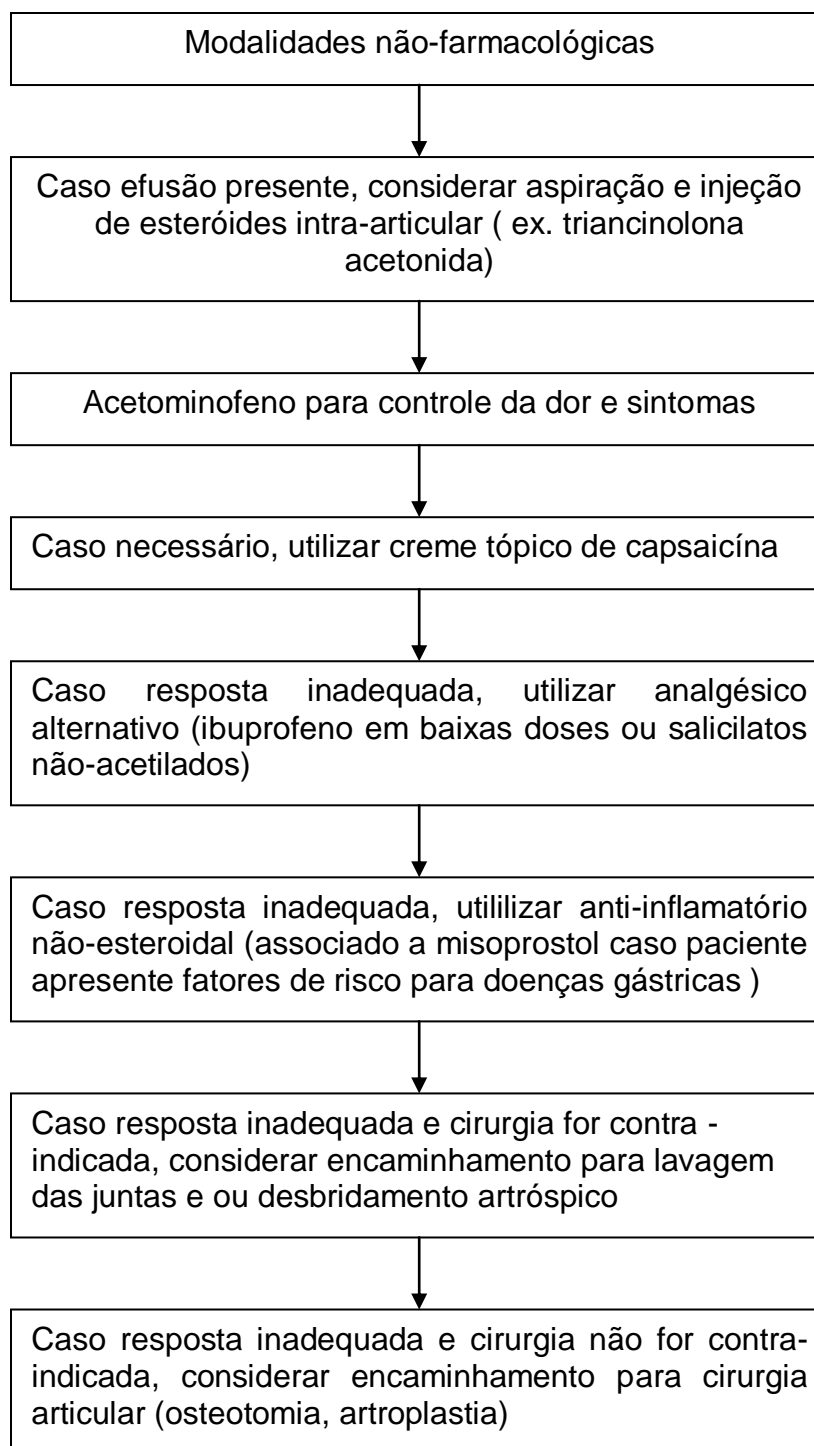 Modalidades não-farmacológicas
Caso efusão presente, considerar aspiração e injeção
de esteróides intra-articular ( ex. triancinolona
acetonida)
Acetominofeno para controle da dor e sintomas
Caso necessário, utilizar creme tópico de capsaicína
Caso resposta inadequada, utilizar analgésico
alternativo (ibuprofeno em baixas doses ou salicilatos
não-acetilados)
Caso resposta inadequada, utililizar anti-inflamatório
não-esteroidal (associado a misoprostol caso paciente
apresente fatores de risco para doenças gástricas )
Caso resposta inadequada e cirurgia for contra -
indicada, considerar encaminhamento para lavagem
das juntas e ou desbridamento artróspico
Caso resposta inadequada e cirurgia não for contra-
indicada, considerar encaminhamento para cirurgia
articular (osteotomia, artroplastia)